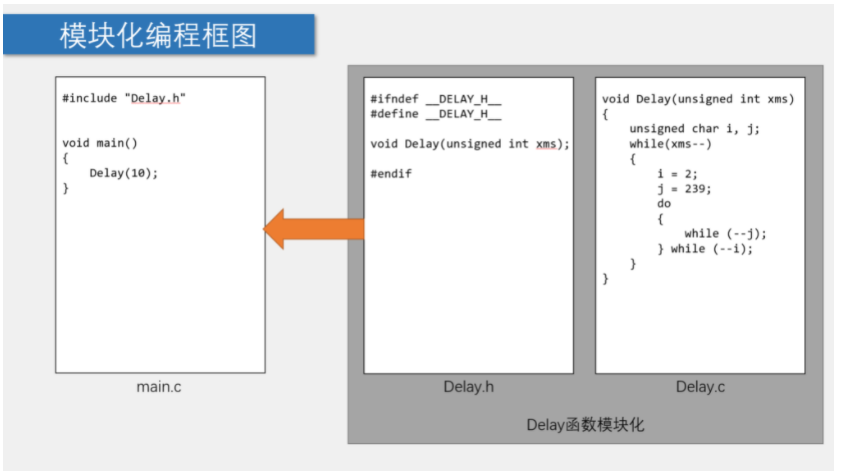 模块化编程框图
#include "Delay.h"
void main()
{
Delay(10);
}
main.c
#ifndef __DELAY_H__
#define __DELAY_H__
void Delay(unsigned int xms);
#endif
Delay.h
void Delay(unsigned int xms)
{
unsigned char i, j;
while(xms--)
{
i = 2;
j = 239;
do
{
while (--j);
} while (--i);
}
}
Delay.c
Delay函数模块化